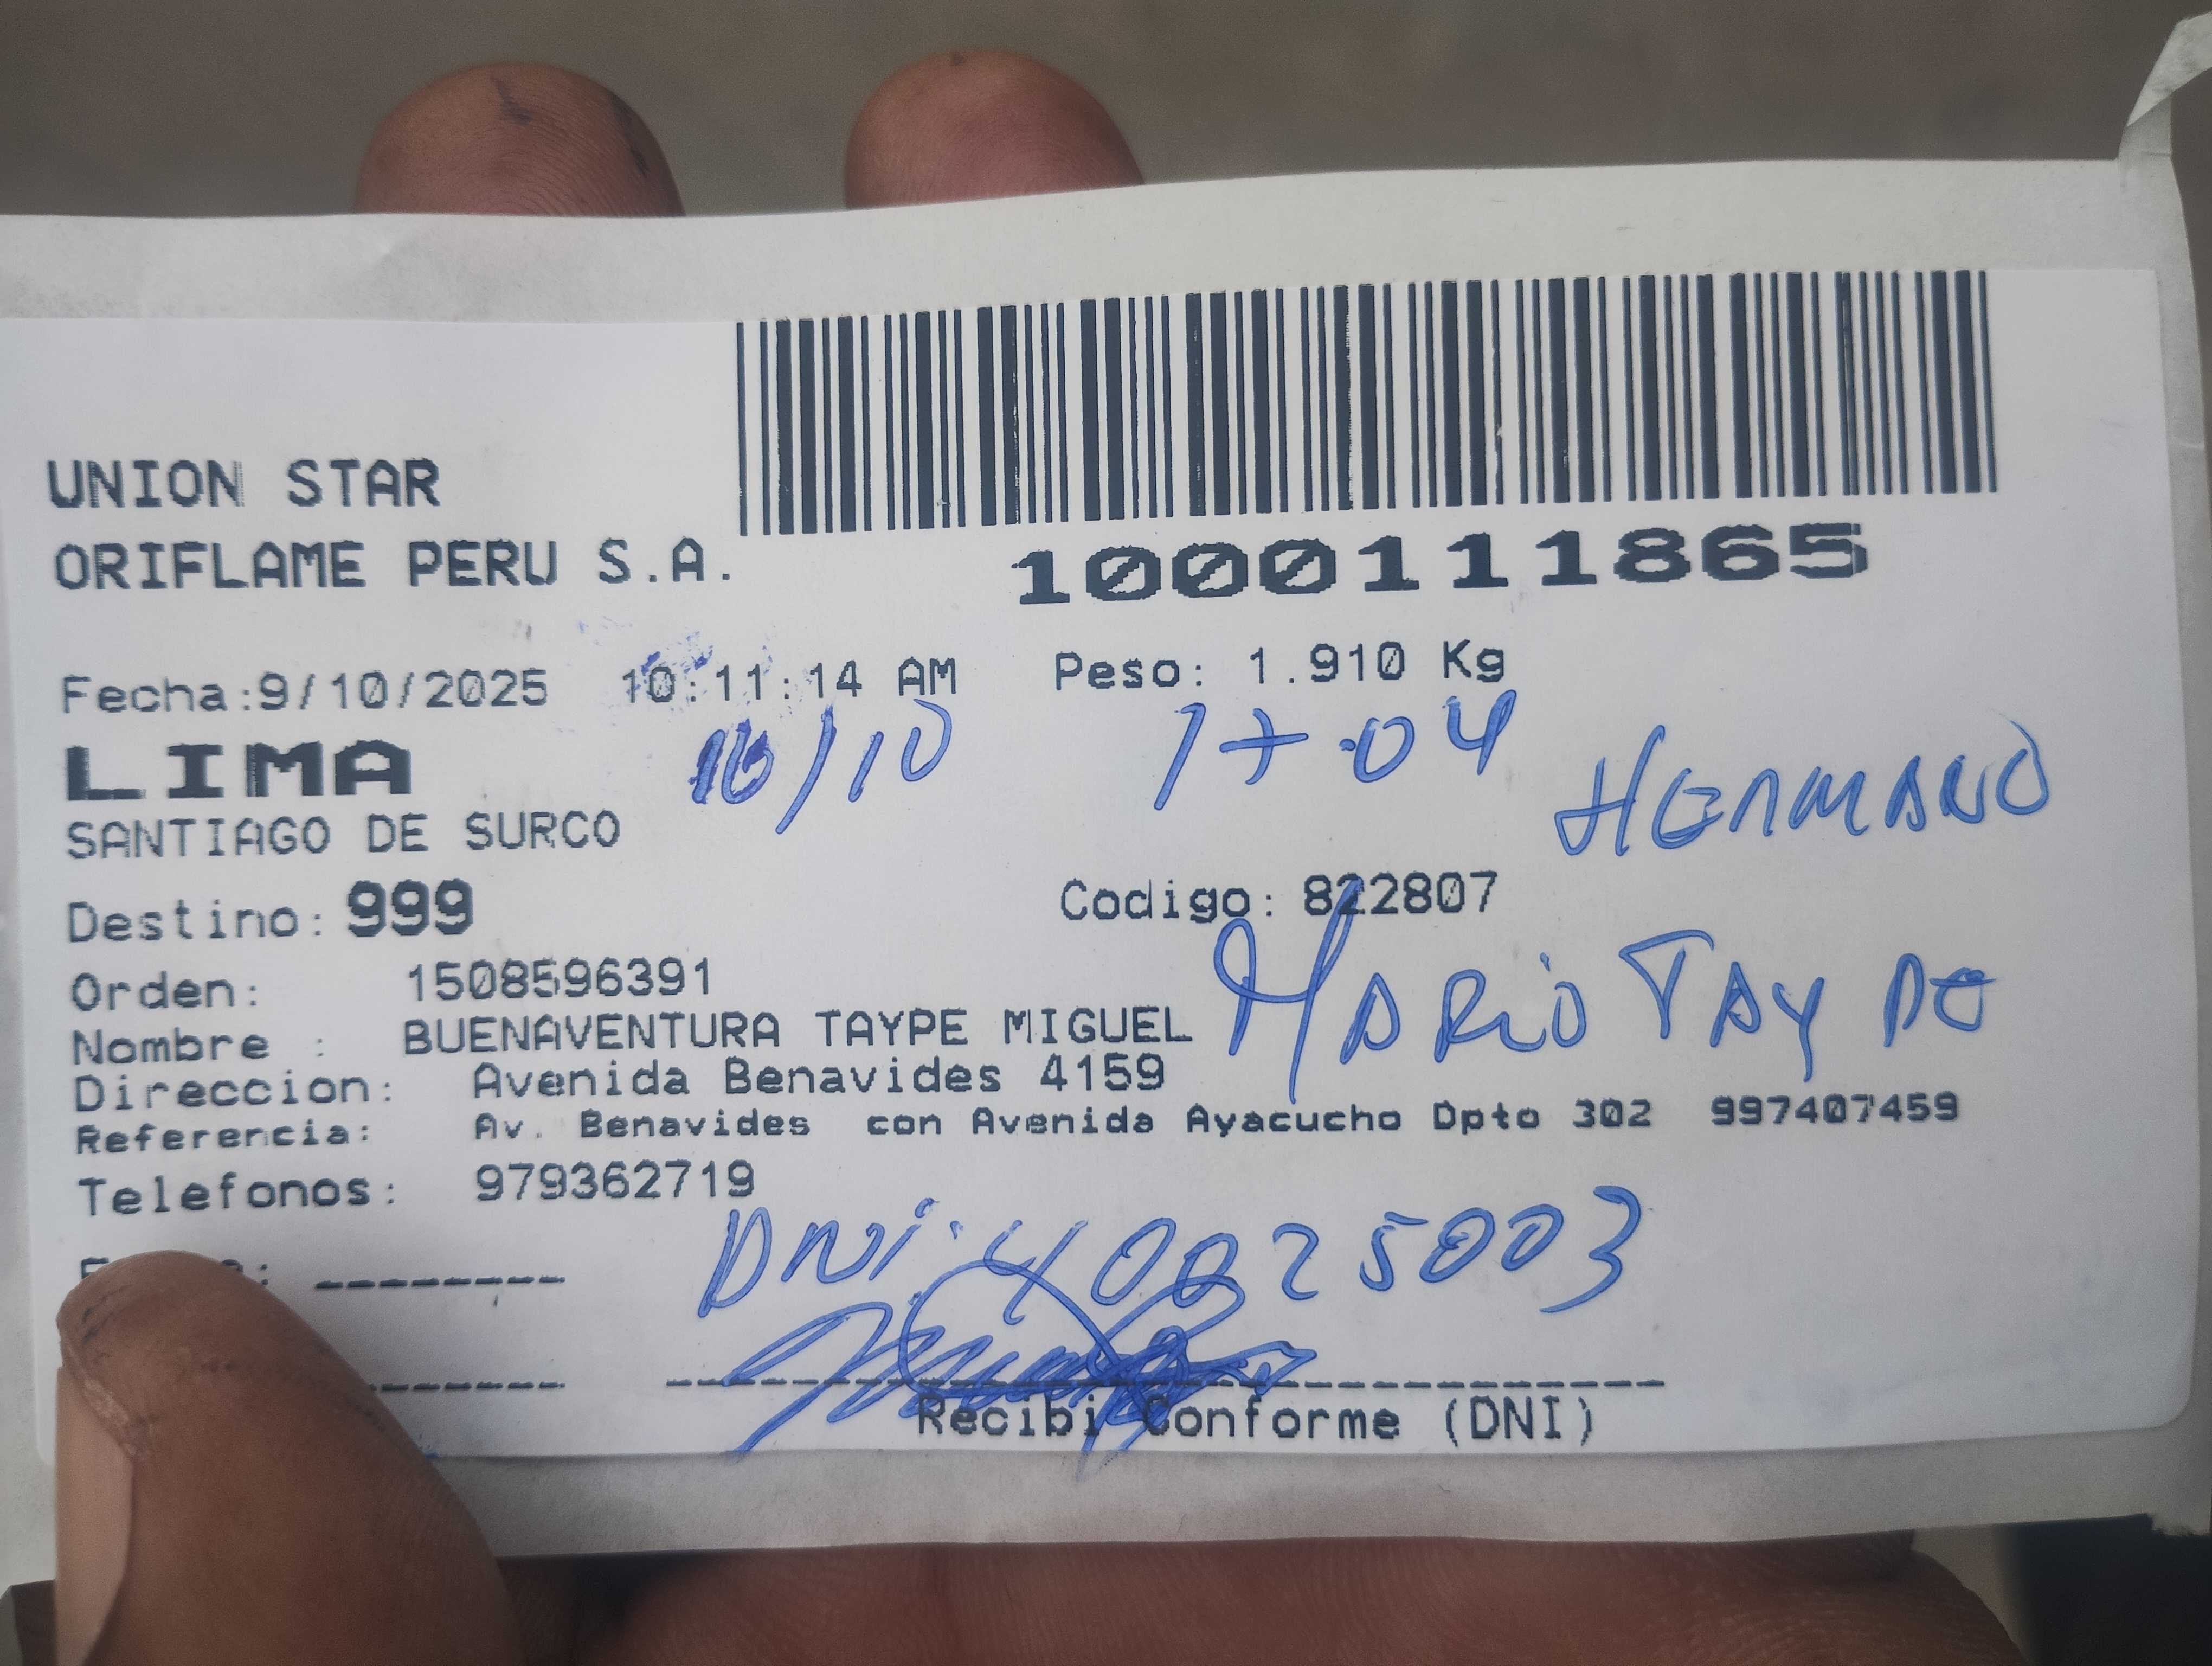 UNION STAR
ORIFLAME PERU S.A.
1000111865
Fecha:9/10/2025 10:11:14 AM Peso: 1.910 Kg
LIMA 10/10 17:04 HERMANO
SANTIAGO DE SURCO
Destino: 999 Codigo: 822807
Orden: 1508596391
Nombre : BUENAVENTURA TAYPE MIGUEL MARIO TAYPE
Direccion: Avenida Benavides 4159
Referencia: Av. Benavides con Avenida Ayacucho Dpto 302 997407459
Telefonos: 979362719
DNI: 40025003
Recibi Conforme (DNI)